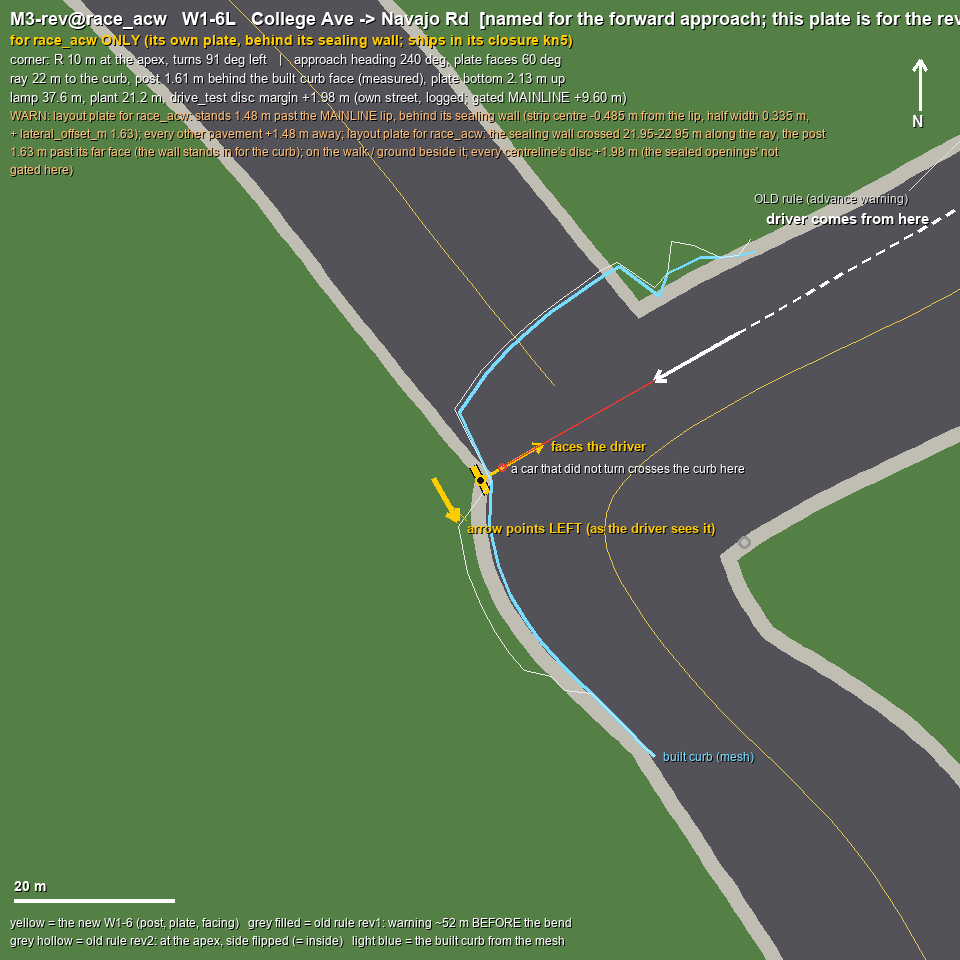 M3-rev@race_acw   W1-6L   College Ave -> Navajo Rd  [named for the forward approach; this plate is for the rev
for race_acw ONLY (its own plate, behind its sealing wall; ships in its closure kn5)
corner: R 10 m at the apex, turns 91 deg left   |   approach heading 240 deg, plate faces 60 deg
ray 22 m to the curb, post 1.61 m behind the built curb face (measured), plate bottom 2.13 m up
lamp 37.6 m, plant 21.2 m, drive_test disc margin +1.98 m (own street, logged; gated MAINLINE +9.60 m)
WARN: layout plate for race_acw: stands 1.48 m past the MAINLINE lip, behind its sealing wall (strip centre -0.485 m from the lip, half width 0.335 m,
+ lateral_offset_m 1.63); every other pavement +1.48 m away; layout plate for race_acw: the sealing wall crossed 21.95-22.95 m along the ray, the post
1.63 m past its far face (the wall stands in for the curb); on the walk / ground beside it; every centreline's disc +1.98 m (the sealed openings' not
gated here)
N
OLD rule (advance warning)
driver comes from here
faces the driver
a car that did not turn crosses the curb here
arrow points LEFT (as the driver sees it)
built curb (mesh)
20 m
yellow = the new W1-6 (post, plate, facing)   grey filled = old rule rev1: warning ~52 m BEFORE the bend
grey hollow = old rule rev2: at the apex, side flipped (= inside)   light blue = the built curb from the mesh